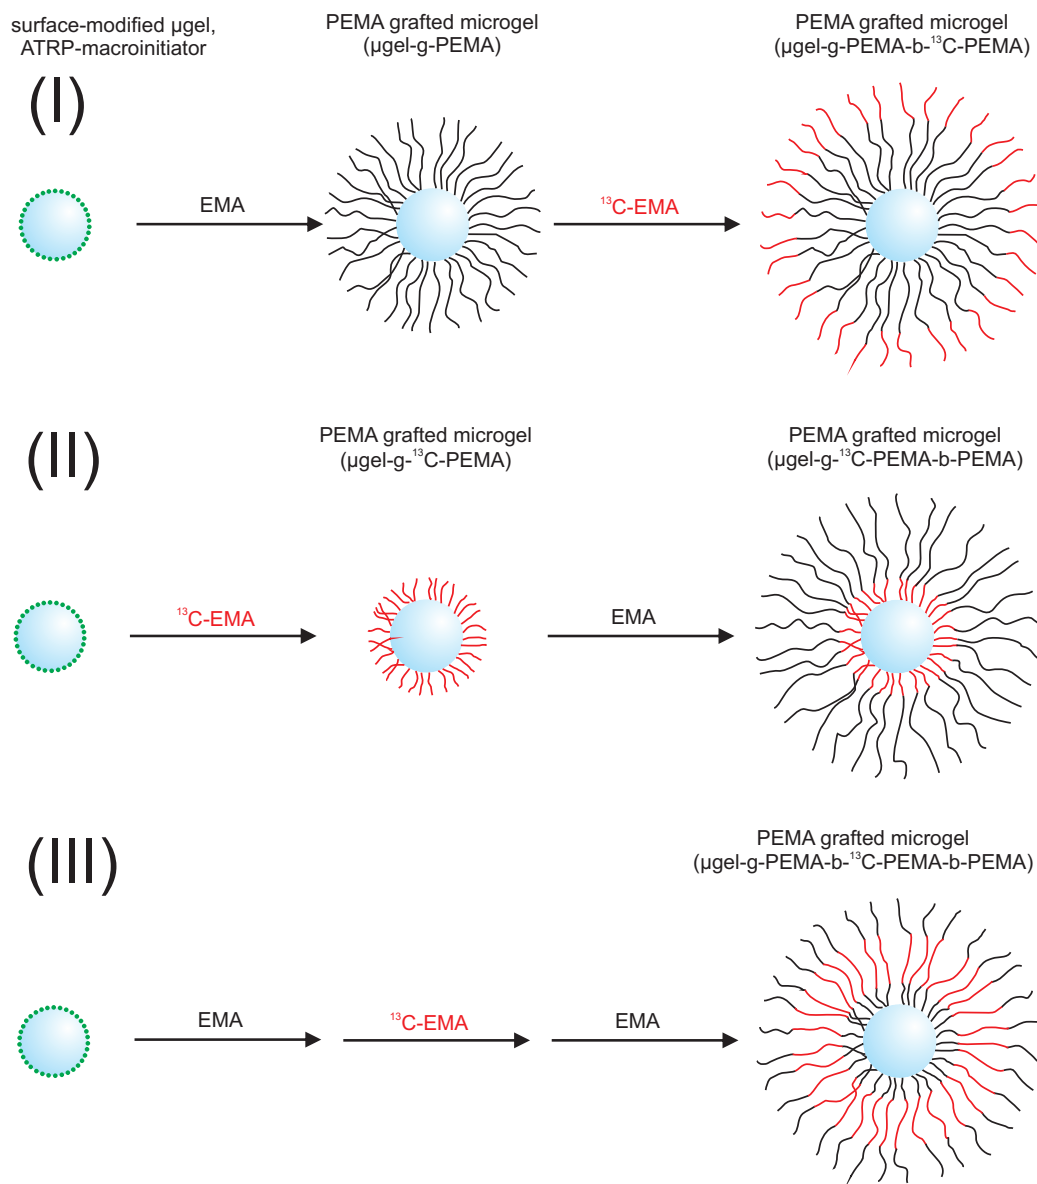 surface-modified µgel,
ATRP-macroinitiator
PEMA grafted microgel
(µgel-g-PEMA)
PEMA grafted microgel
(µgel-g-PEMA-b-¹³C-PEMA)
(I)
EMA
¹³C-EMA
(II)
PEMA grafted microgel
(µgel-g-¹³C-PEMA)
PEMA grafted microgel
(µgel-g-¹³C-PEMA-b-PEMA)
¹³C-EMA
EMA
(III)
PEMA grafted microgel
(µgel-g-PEMA-b-¹³C-PEMA-b-PEMA)
EMA
¹³C-EMA
EMA